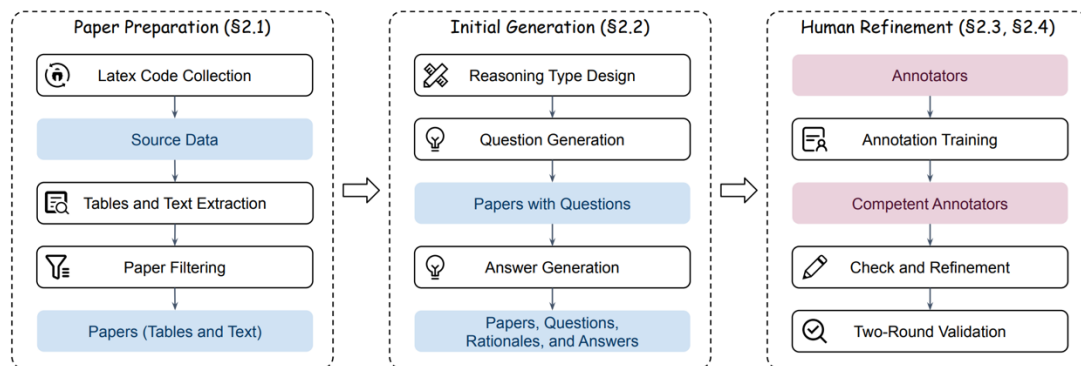 Paper Preparation (§2.1)
Latex Code Collection
Source Data
Tables and Text Extraction
Paper Filtering
Papers (Tables and Text)
Initial Generation (§2.2)
Reasoning Type Design
Question Generation
Papers with Questions
Answer Generation
Papers, Questions,
Rationales, and Answers
Human Refinement (§2.3, §2.4)
Annotators
Annotation Training
Competent Annotators
Check and Refinement
Two-Round Validation